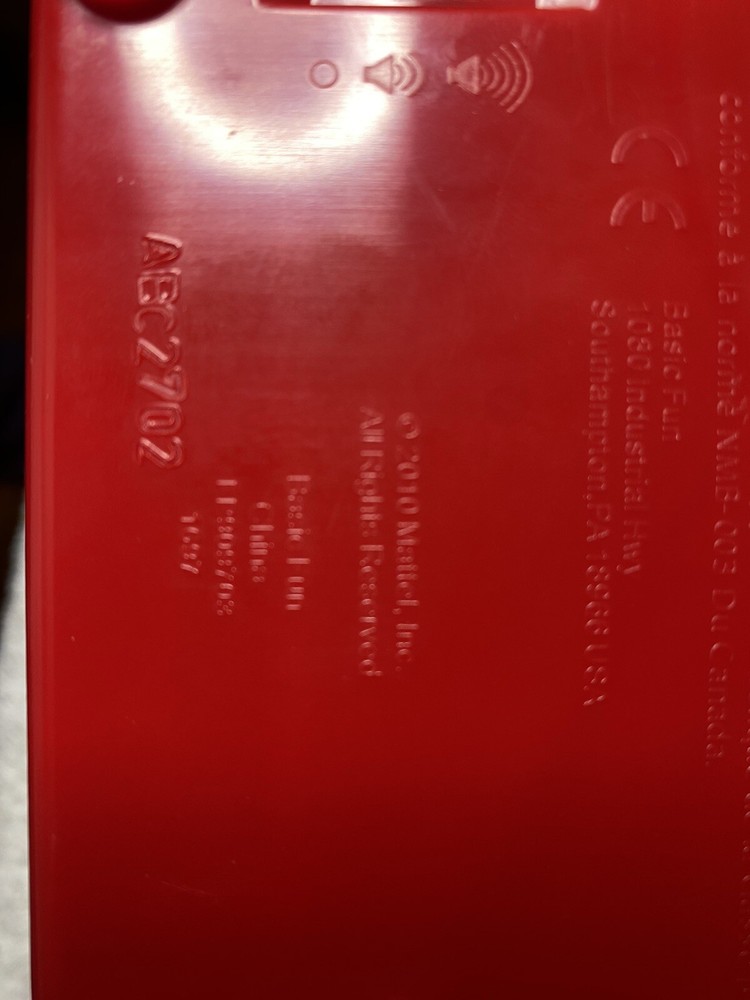 conforme à la norme NMB-003 Du Canada.
CE
Basic Fun
1080 Industrial Hwy
Southampton, PA 18966 USA
© 2010 Mattel, Inc.
All Rights Reserved
Basic Fun
China
ABC2702